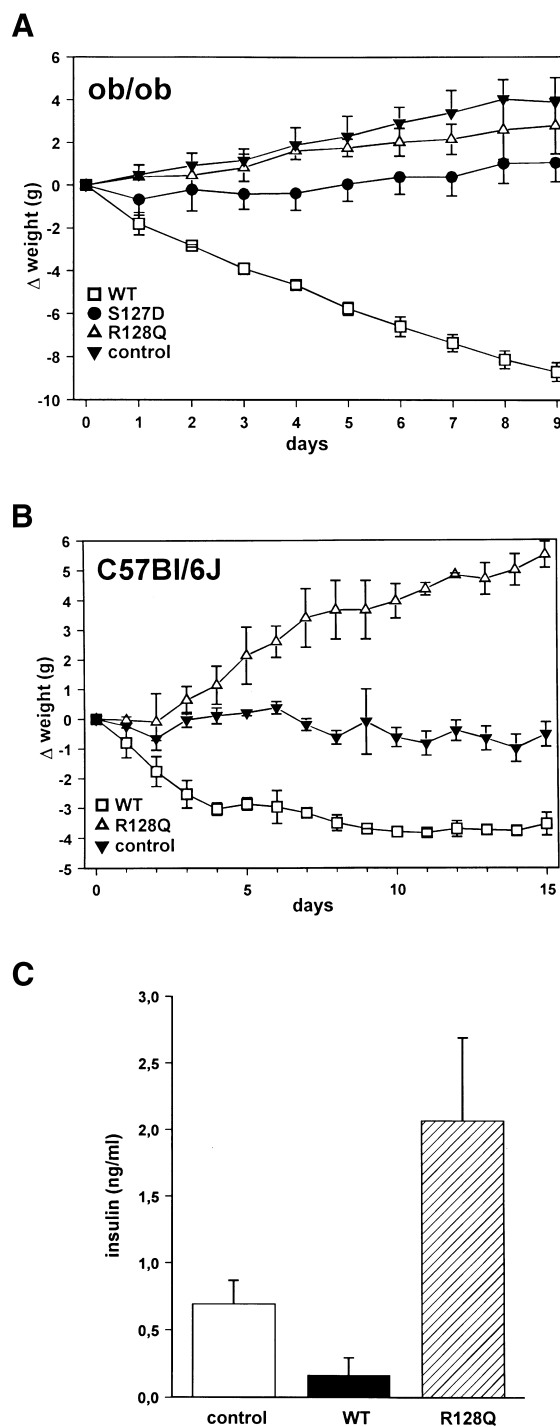 A
ob/ob
6
4
2
0
-2
-4
-6
-8
-10
Δ weight (g)
WT
S127D
R128Q
control
0 1 2 3 4 5 6 7 8 9
days
B
C57Bl/6J
6
5
4
3
2
1
0
-1
-2
-3
-4
-5
Δ weight (g)
WT
R128Q
control
0 5 10 15
days
C
3,0
2,5
2,0
1,5
1,0
0,5
0,0
insulin (ng/ml)
control WT R128Q